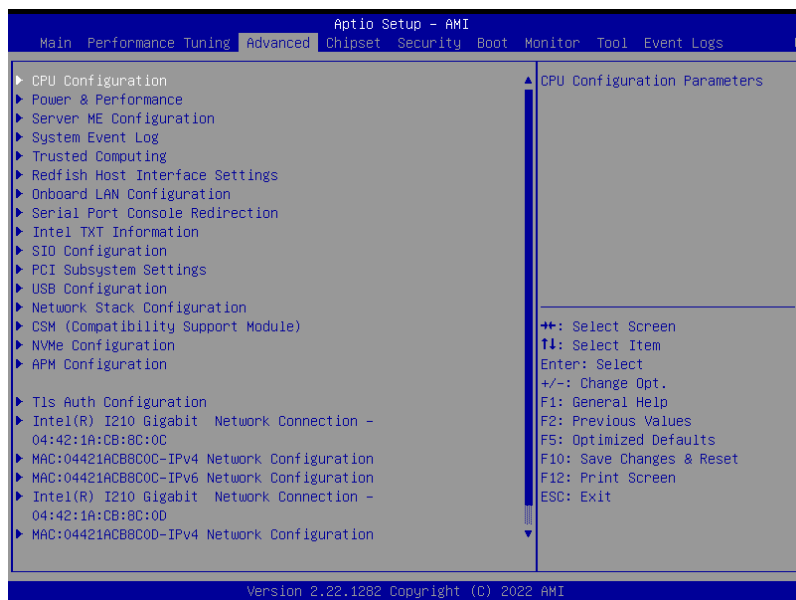 Aptio Setup - AMI
Main Performance Tuning Advanced Chipset Security Boot Monitor Tool Event Logs
CPU Configuration
Power & Performance
Server ME Configuration
System Event Log
Trusted Computing
Redfish Host Interface Settings
Onboard LAN Configuration
Serial Port Console Redirection
Intel TXT Information
SIO Configuration
PCI Subsystem Settings
USB Configuration
Network Stack Configuration
CSM (Compatibility Support Module)
NVMe Configuration
APM Configuration
Tls Auth Configuration
Intel(R) I210 Gigabit Network Connection -
04:42:1A:CB:8C:0C
MAC:04421ACB8C0C-IPv4 Network Configuration
MAC:04421ACB8C0C-IPv6 Network Configuration
Intel(R) I210 Gigabit Network Connection -
04:42:1A:CB:8C:0D
MAC:04421ACB8C0D-IPv4 Network Configuration
CPU Configuration Parameters
→←: Select Screen
↑↓: Select Item
Enter: Select
+/-: Change Opt.
F1: General Help
F2: Previous Values
F5: Optimized Defaults
F10: Save Changes & Reset
F12: Print Screen
ESC: Exit
Version 2.22.1282 Copyright (C) 2022 AMI